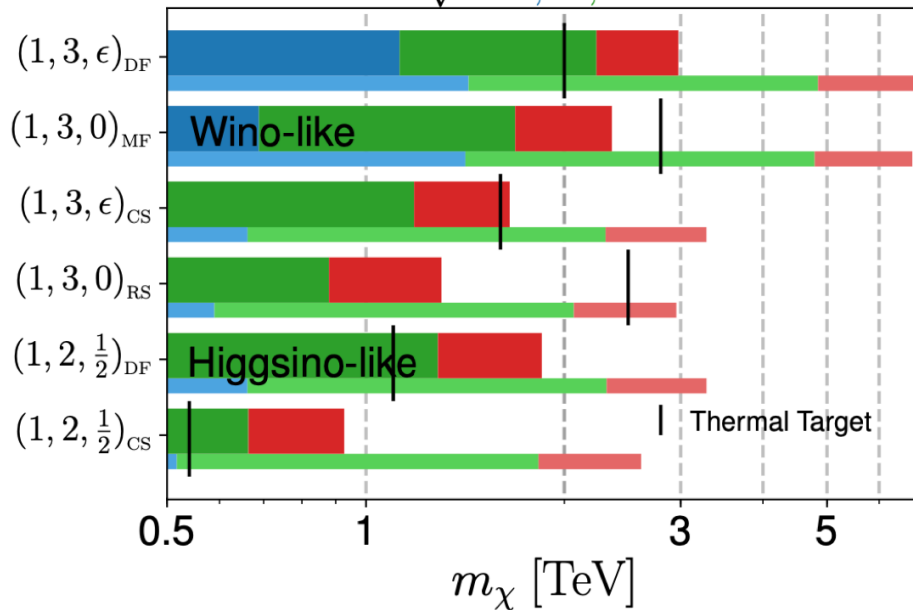 (1,3,ϵ)DF
(1,3,0)MF
Wino-like
(1,3,ϵ)CS
(1,3,0)RS
(1,2,½)DF
Higgsino-like
(1,2,½)CS
Thermal Target
0.5 1 3 5
mχ [TeV]